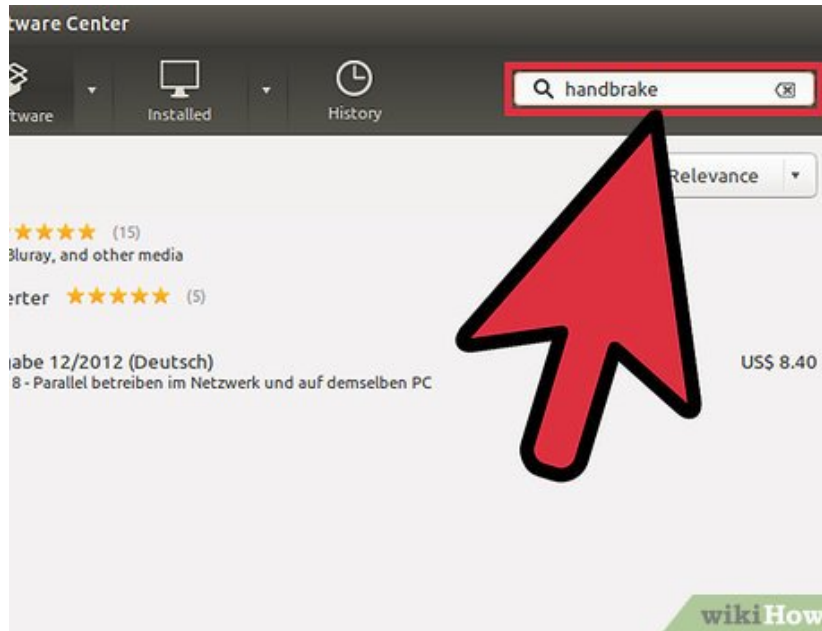 tware Center
tware
Installed
History
handbrake
Relevance
(15)
Bluray, and other media
erter (5)
abe 12/2012 (Deutsch)
US$ 8.40
8 - Parallel betreiben im Netzwerk und auf demselben PC
wikiHow